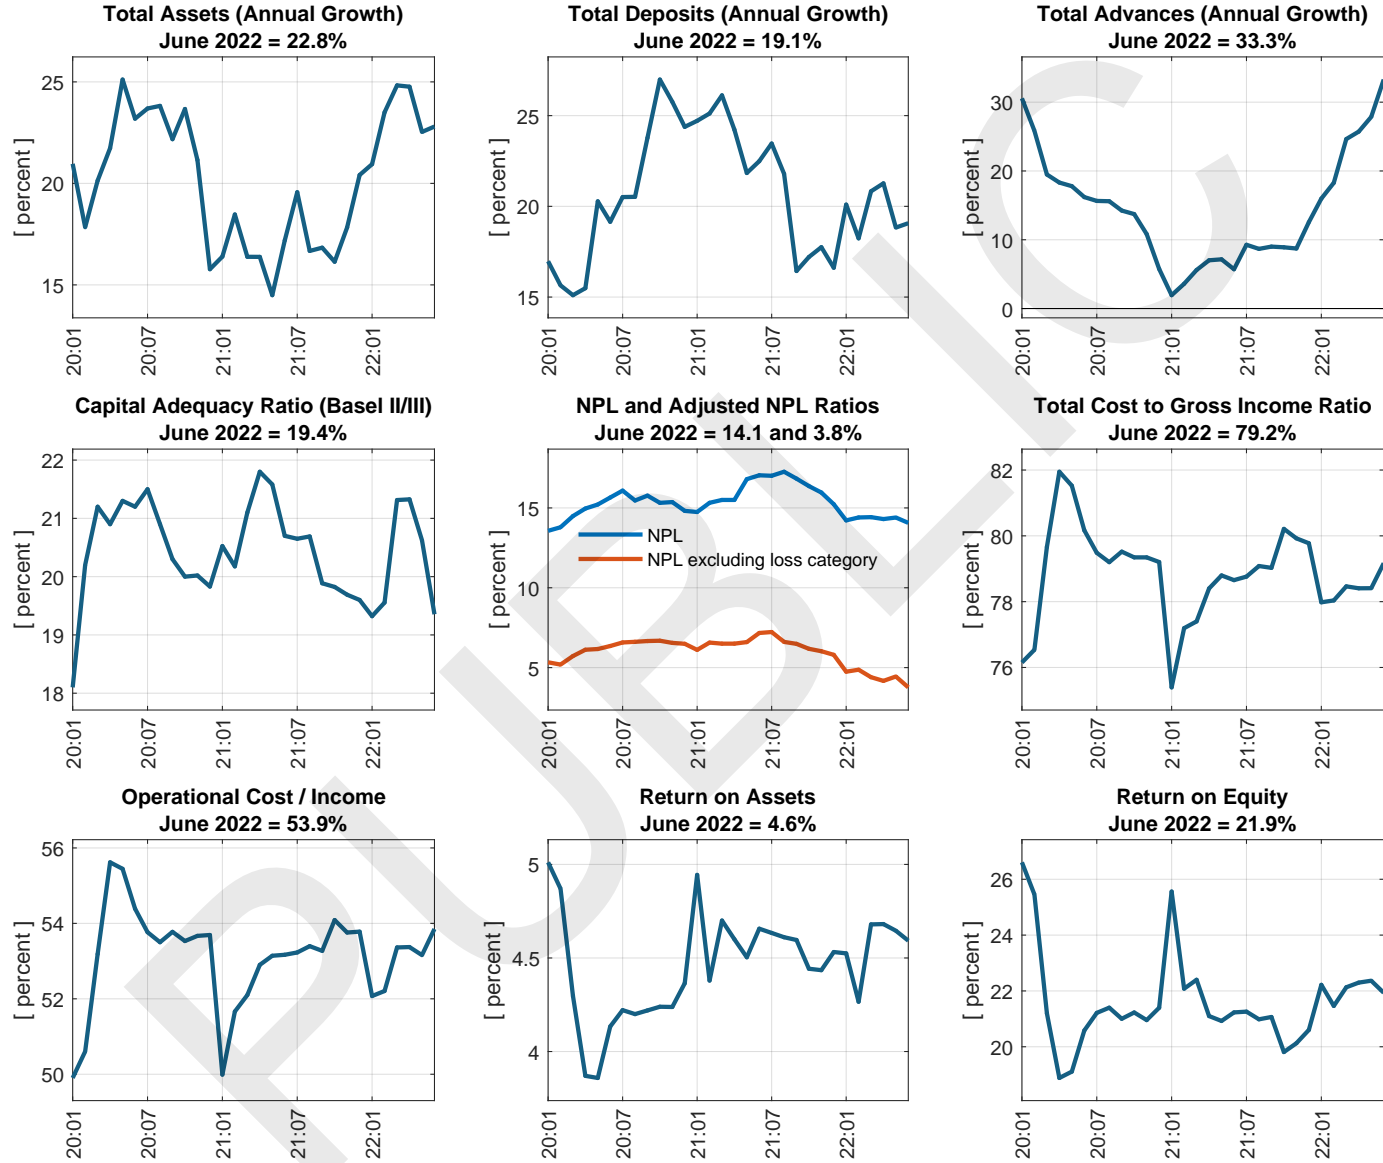 Total Assets (Annual Growth)
June 2022 = 22.8%
[ percent ]
25
20
15
20:01
20:07
21:01
21:07
22:01
Total Deposits (Annual Growth)
June 2022 = 19.1%
[ percent ]
25
20
15
20:01
20:07
21:01
21:07
22:01
Total Advances (Annual Growth)
June 2022 = 33.3%
[ percent ]
30
20
10
0
20:01
20:07
21:01
21:07
22:01
Capital Adequacy Ratio (Basel II/III)
June 2022 = 19.4%
[ percent ]
22
21
20
19
18
20:01
20:07
21:01
21:07
22:01
NPL and Adjusted NPL Ratios
June 2022 = 14.1 and 3.8%
[ percent ]
15
10
5
NPL
NPL excluding loss category
20:01
20:07
21:01
21:07
22:01
Total Cost to Gross Income Ratio
June 2022 = 79.2%
[ percent ]
82
80
78
76
20:01
20:07
21:01
21:07
22:01
Operational Cost / Income
June 2022 = 53.9%
[ percent ]
56
54
52
50
20:01
20:07
21:01
21:07
22:01
Return on Assets
June 2022 = 4.6%
[ percent ]
5
4.5
4
20:01
20:07
21:01
21:07
22:01
Return on Equity
June 2022 = 21.9%
[ percent ]
26
24
22
20
20:01
20:07
21:01
21:07
22:01
PUBLIC